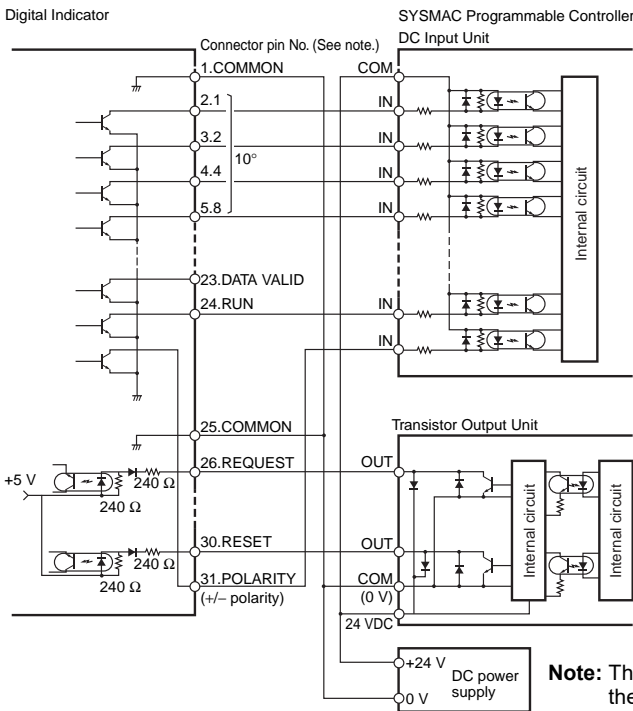 Digital Indicator
SYSMAC Programmable Controller
DC Input Unit
Connector pin No. (See note.)
1.COMMON
COM
2.1
IN
3.2
IN
10°
4.4
IN
5.8
IN
Internal circuit
23.DATA VALID
24.RUN
IN
IN
25.COMMON
Transistor Output Unit
26.REQUEST
OUT
+5 V
240 Ω
240 Ω
Internal circuit
Internal circuit
30.RESET
OUT
240 Ω
240 Ω
31.POLARITY
(+/− polarity)
COM
(0 V)
24 VDC
+24 V
DC power
supply
0 V
Note: Th
the